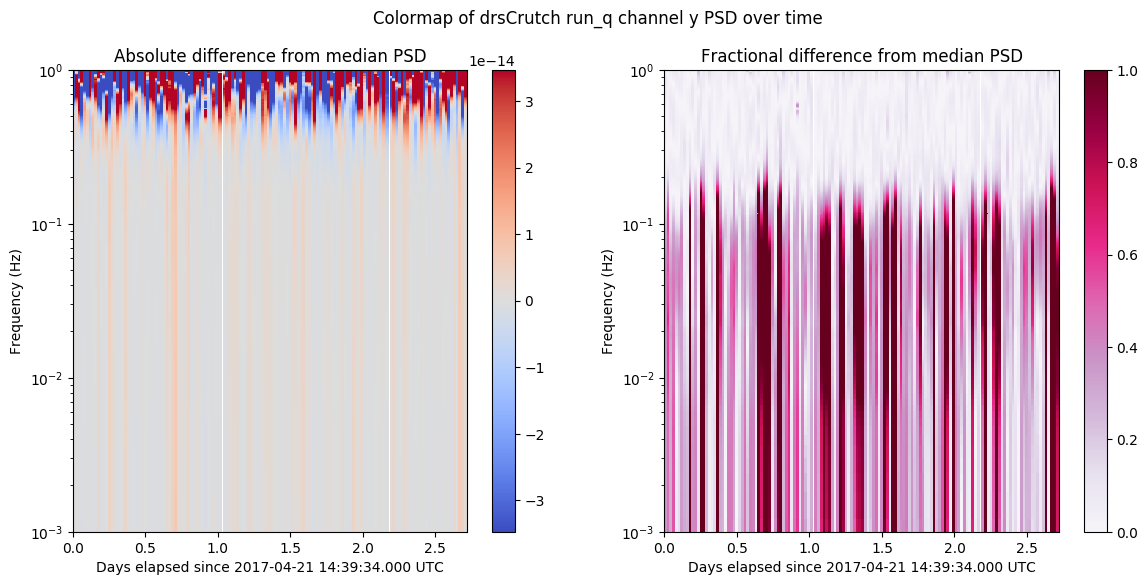 Colormap of drsCrutch run_q channel y PSD over time
Absolute difference from median PSD
1e−14
Frequency (Hz)
10⁰
10⁻¹
10⁻²
10⁻³
0.0 0.5 1.0 1.5 2.0 2.5
Days elapsed since 2017-04-21 14:39:34.000 UTC
3
2
1
0
−1
−2
−3
Fractional difference from median PSD
Frequency (Hz)
10⁰
10⁻¹
10⁻²
10⁻³
0.0 0.5 1.0 1.5 2.0 2.5
Days elapsed since 2017-04-21 14:39:34.000 UTC
1.0
0.8
0.6
0.4
0.2
0.0